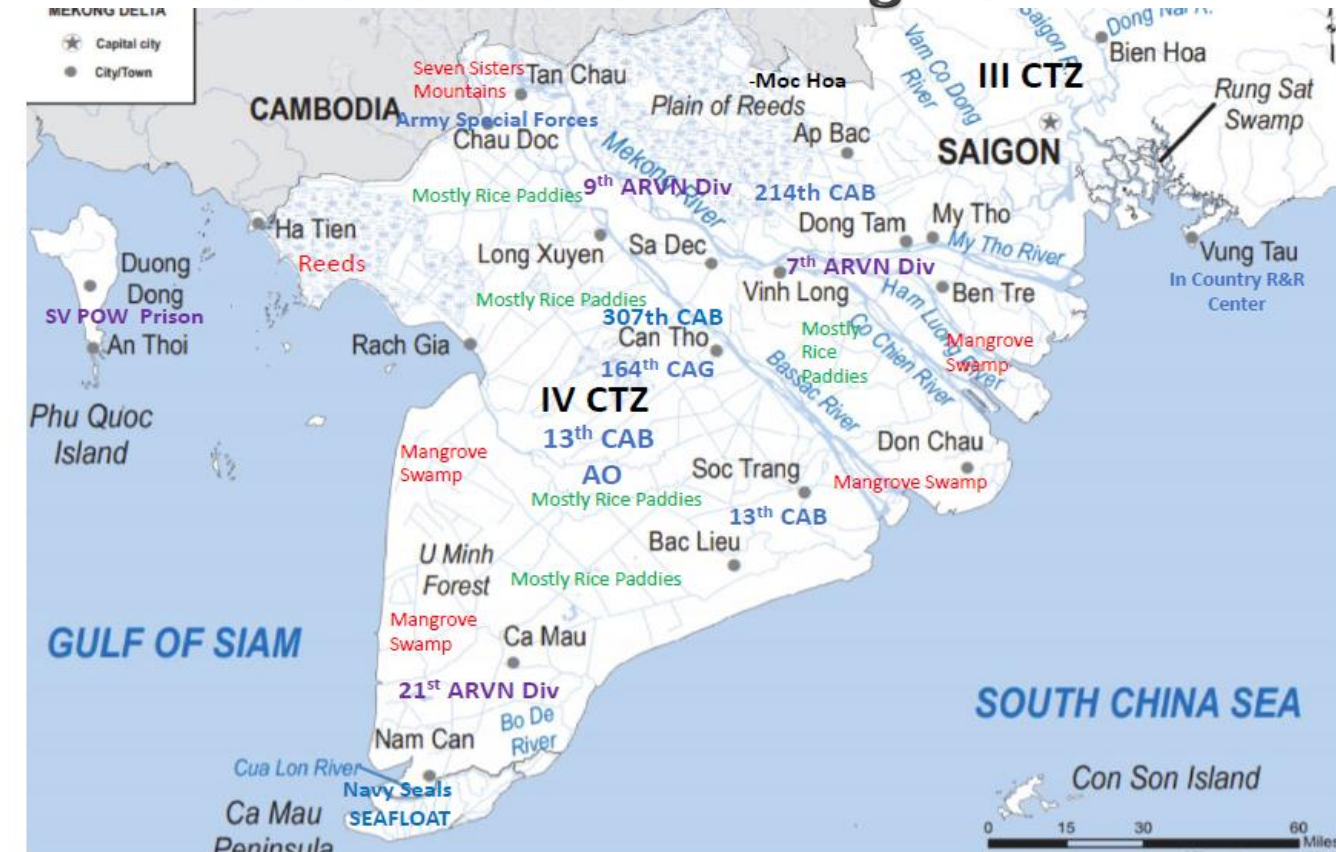 MEKONG DELTA
Capital city
City/Town
Seven Sisters
Mountains
Tan Chau
CAMBODIA
Army Special Forces
Chau Doc
-Moc Hoa
Plain of Reeds
Ap Bac
Vam Co Dong
River
Saigon R.
III CTZ
Dong Nai R.
Bien Hoa
Rung Sat
Swamp
SAIGON
Mekong River
Mostly Rice Paddies
9th ARVN Div
214th CAB
Ha Tien
Reeds
Long Xuyen
Sa Dec
Dong Tam
My Tho
My Tho River
Vung Tau
In Country R&R
Center
Duong
Dong
SV POW Prison
An Thoi
Phu Quoc
Island
7th ARVN Div
Vinh Long
Ham Luong River
Ben Tre
Mostly Rice Paddies
307th CAB
Can Tho
164th CAG
Rach Gia
Mostly
Rice
Paddies
Co Chien River
Mangrove
Swamp
Bassac River
IV CTZ
13th CAB
AO
Mangrove
Swamp
Don Chau
Soc Trang
Mangrove Swamp
Mostly Rice Paddies
13th CAB
Bac Lieu
U Minh
Forest
Mostly Rice Paddies
Mangrove
Swamp
Ca Mau
GULF OF SIAM
21st ARVN Div
Bo De
River
SOUTH CHINA SEA
Nam Can
Cua Lon River
Navy Seals
SEAFLOAT
Ca Mau
Peninsula
Con Son Island
0 15 30 60
Miles